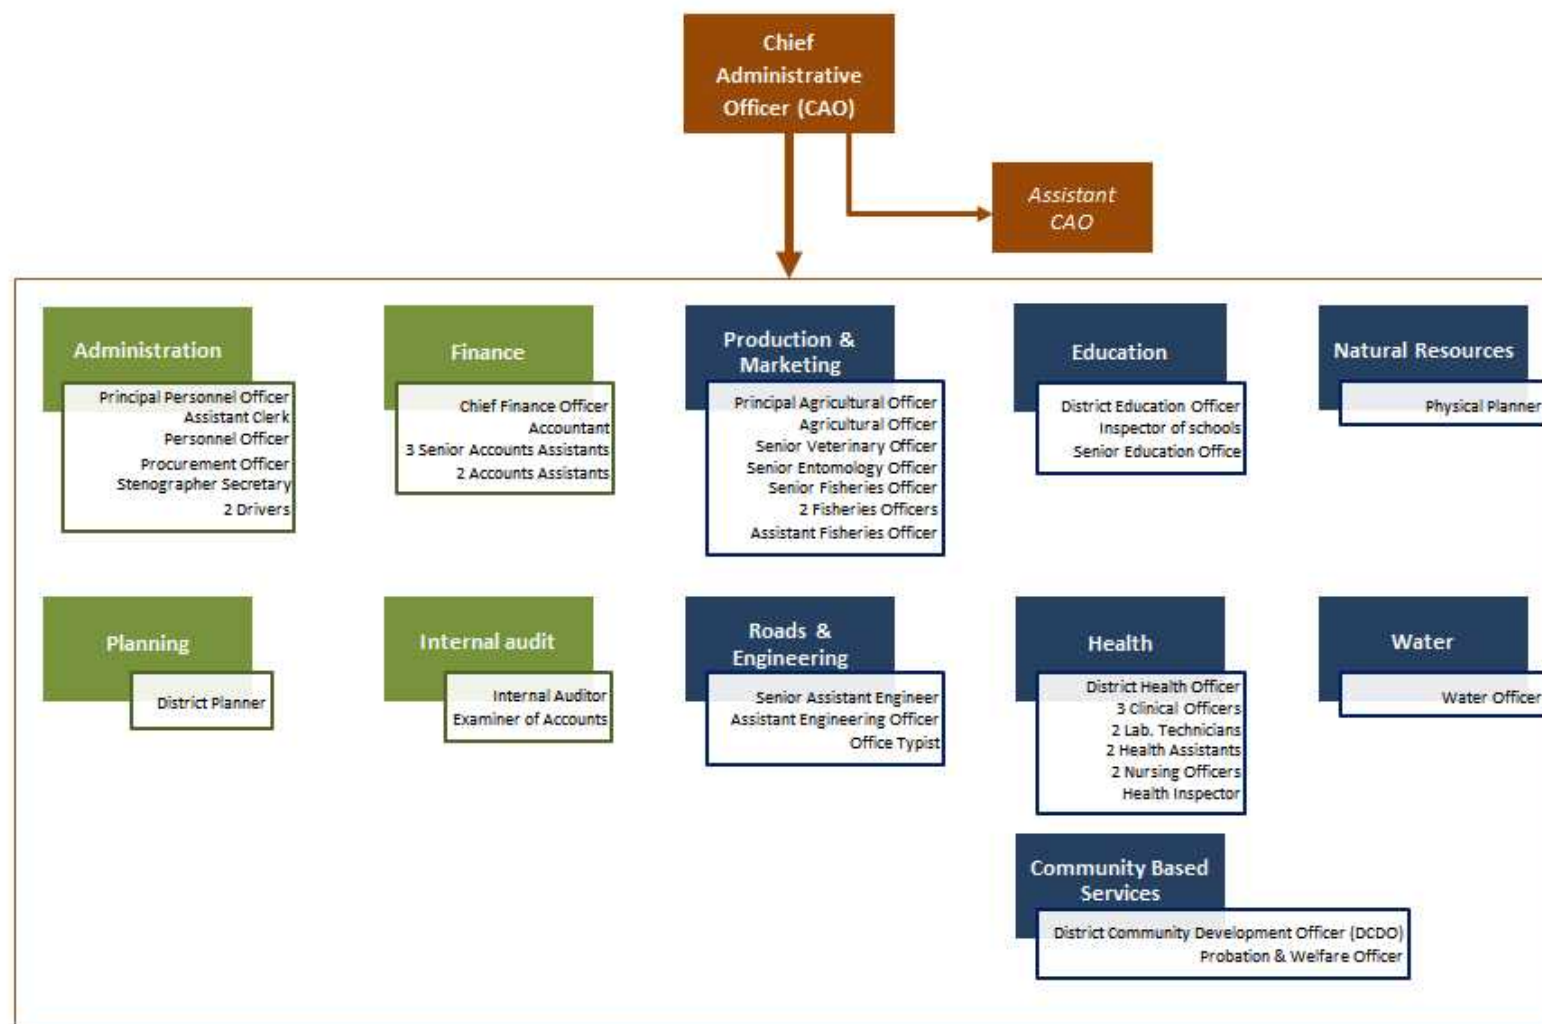 Chief
Administrative
Officer (CAO)
Assistant
CAO
Administration
Principal Personnel Officer
Assistant Clerk
Personnel Officer
Procurement Officer
Stenographer Secretary
2 Drivers
Finance
Chief Finance Officer
Accountant
3 Senior Accounts Assistants
2 Accounts Assistants
Production &
Marketing
Principal Agricultural Officer
Agricultural Officer
Senior Veterinary Officer
Senior Entomology Officer
Senior Fisheries Officer
2 Fisheries Officers
Assistant Fisheries Officer
Education
District Education Officer
Inspector of schools
Senior Education Office
Natural Resources
Physical Planner
Planning
District Planner
Internal audit
Internal Auditor
Examiner of Accounts
Roads &
Engineering
Senior Assistant Engineer
Assistant Engineering Officer
Office Typist
Health
District Health Officer
3 Clinical Officers
2 Lab. Technicians
2 Health Assistants
2 Nursing Officers
Health Inspector
Water
Water Officer
Community Based
Services
District Community Development Officer (DCDO)
Probation & Welfare Officer